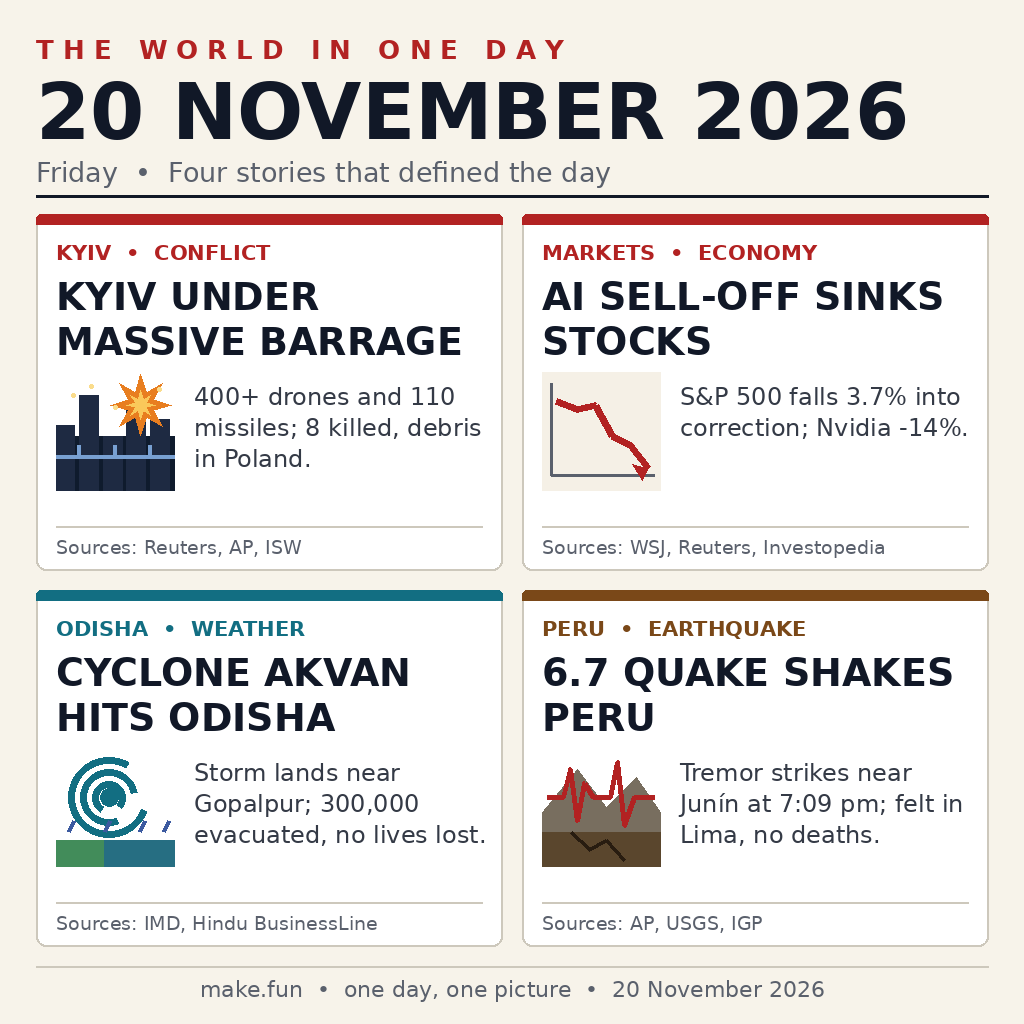 THE WORLD IN ONE DAY
20 NOVEMBER 2026
Friday • Four stories that defined the day
KYIV • CONFLICT
KYIV UNDER
MASSIVE BARRAGE
400+ drones and 110
missiles; 8 killed, debris
in Poland.
Sources: Reuters, AP, ISW
MARKETS • ECONOMY
AI SELL-OFF SINKS
STOCKS
S&P 500 falls 3.7% into
correction; Nvidia -14%.
Sources: WSJ, Reuters, Investopedia
ODISHA • WEATHER
CYCLONE AKVAN
HITS ODISHA
Storm lands near
Gopalpur; 300,000
evacuated, no lives lost.
Sources: IMD, Hindu BusinessLine
PERU • EARTHQUAKE
6.7 QUAKE SHAKES
PERU
Tremor strikes near
Junín at 7:09 pm; felt in
Lima, no deaths.
Sources: AP, USGS, IGP
make.fun • one day, one picture • 20 November 2026